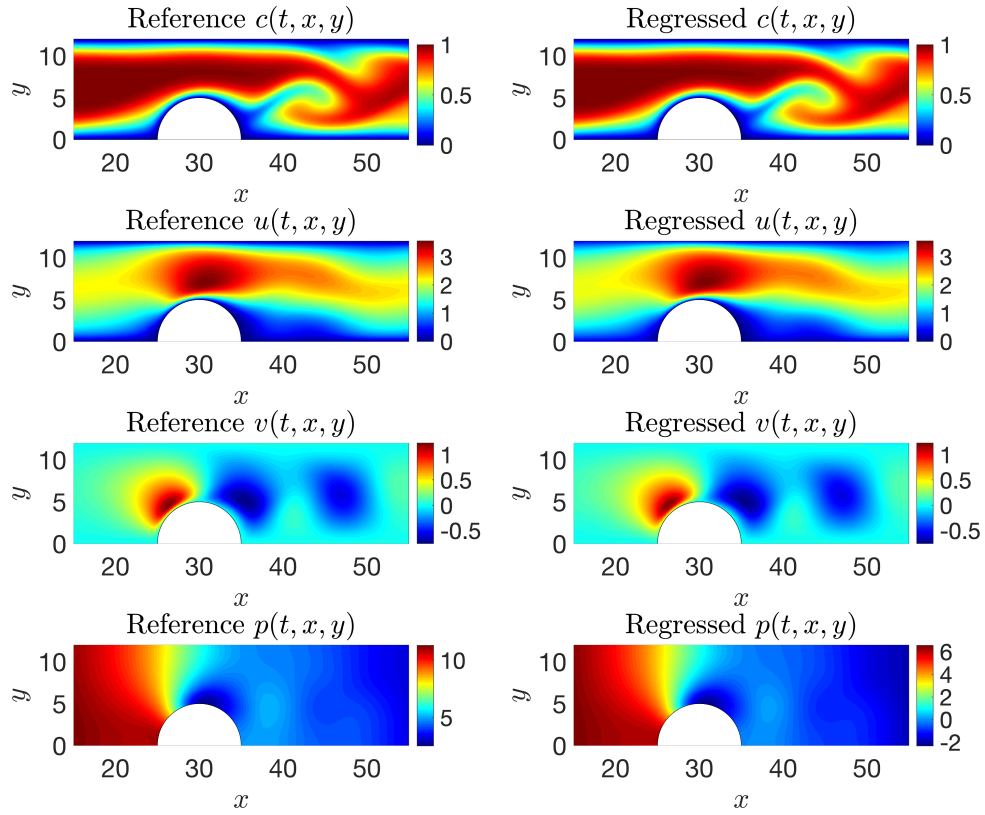 Reference c(t, x, y)
10
5
0
y
20 30 40 50
x
1
0.5
0
Regressed c(t, x, y)
10
5
0
y
20 30 40 50
x
1
0.5
0
Reference u(t, x, y)
10
5
0
y
20 30 40 50
x
3
2
1
0
Regressed u(t, x, y)
10
5
0
y
20 30 40 50
x
3
2
1
0
Reference v(t, x, y)
10
5
0
y
20 30 40 50
x
1
0.5
0
-0.5
Regressed v(t, x, y)
10
5
0
y
20 30 40 50
x
1
0.5
0
-0.5
Reference p(t, x, y)
10
5
0
y
20 30 40 50
x
10
5
Regressed p(t, x, y)
10
5
0
y
20 30 40 50
x
6
4
2
0
-2